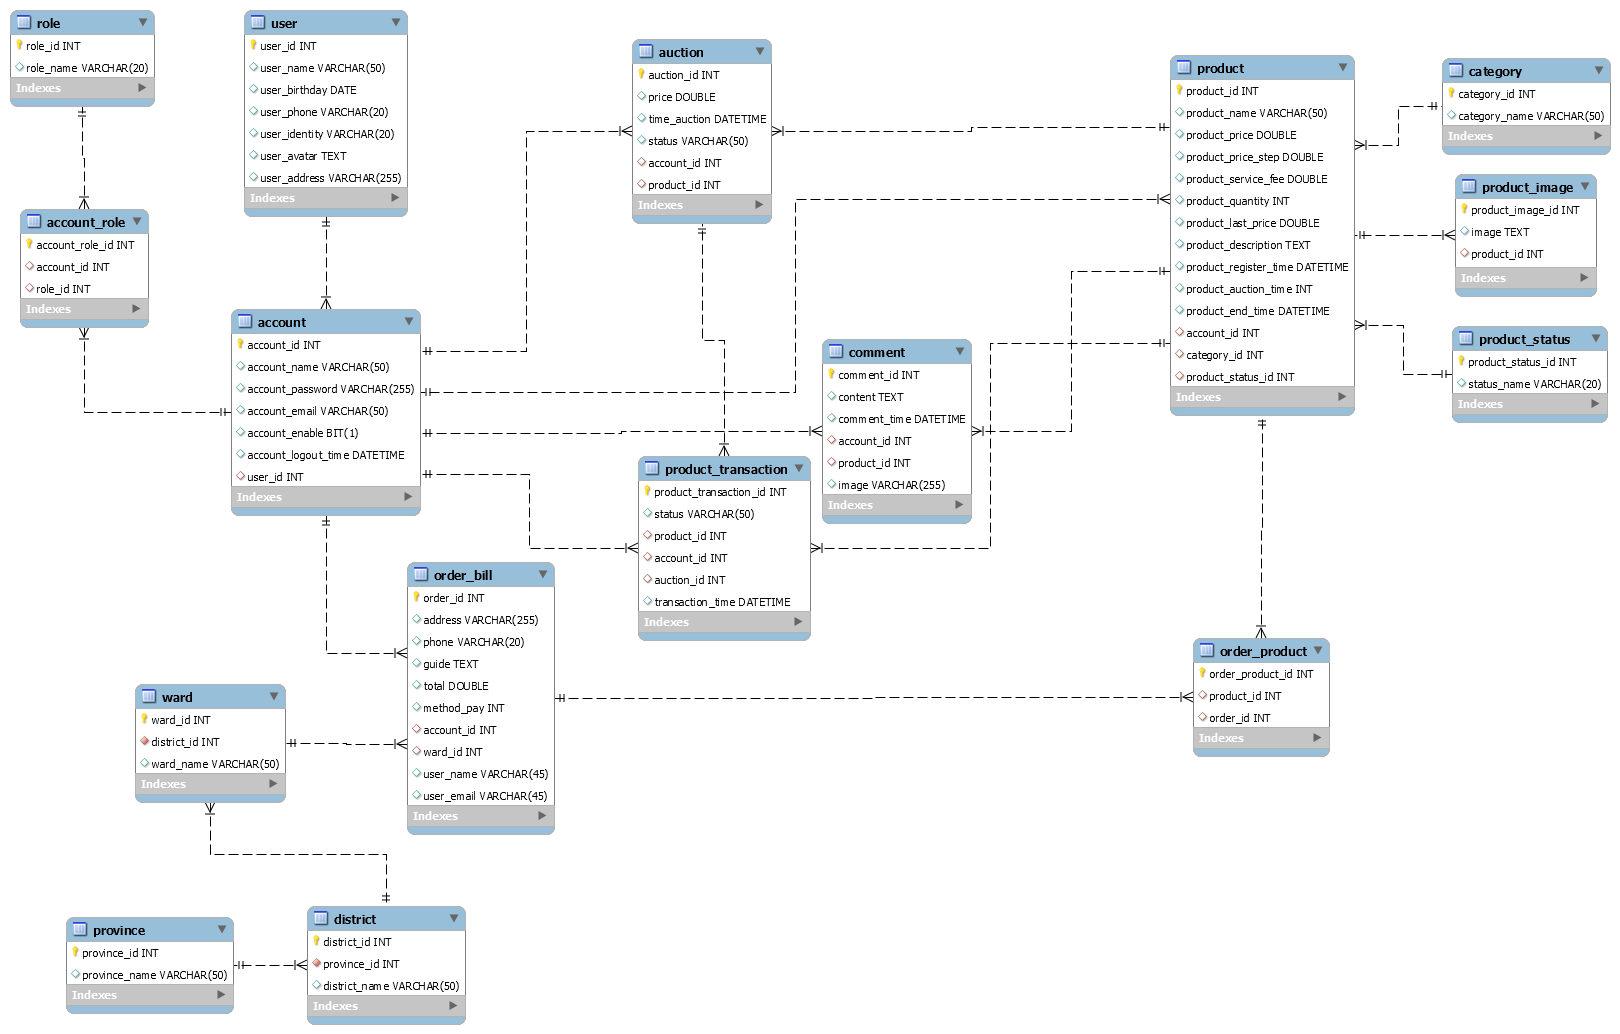 role
role_id INT
role_name VARCHAR(20)
Indexes
user
user_id INT
user_name VARCHAR(50)
user_birthday DATE
user_phone VARCHAR(20)
user_identity VARCHAR(20)
user_avatar TEXT
user_address VARCHAR(255)
Indexes
auction
auction_id INT
price DOUBLE
time_auction DATETIME
status VARCHAR(50)
account_id INT
product_id INT
Indexes
product
product_id INT
product_name VARCHAR(50)
product_price DOUBLE
product_price_step DOUBLE
product_service_fee DOUBLE
product_quantity INT
product_last_price DOUBLE
product_description TEXT
product_register_time DATETIME
product_auction_time INT
product_end_time DATETIME
account_id INT
category_id INT
product_status_id INT
Indexes
category
category_id INT
category_name VARCHAR(50)
Indexes
product_image
product_image_id INT
image TEXT
product_id INT
Indexes
product_status
product_status_id INT
status_name VARCHAR(20)
Indexes
account_role
account_role_id INT
account_id INT
role_id INT
Indexes
account
account_id INT
account_name VARCHAR(50)
account_password VARCHAR(255)
account_email VARCHAR(50)
account_enable BIT(1)
account_logout_time DATETIME
user_id INT
Indexes
comment
comment_id INT
content TEXT
comment_time DATETIME
account_id INT
product_id INT
image VARCHAR(255)
Indexes
product_transaction
product_transaction_id INT
status VARCHAR(50)
product_id INT
account_id INT
auction_id INT
transaction_time DATETIME
Indexes
order_bill
order_id INT
address VARCHAR(255)
phone VARCHAR(20)
guide TEXT
total DOUBLE
method_pay INT
account_id INT
ward_id INT
user_name VARCHAR(45)
user_email VARCHAR(45)
Indexes
order_product
order_product_id INT
product_id INT
order_id INT
Indexes
ward
ward_id INT
district_id INT
ward_name VARCHAR(50)
Indexes
province
province_id INT
province_name VARCHAR(50)
Indexes
district
district_id INT
province_id INT
district_name VARCHAR(50)
Indexes